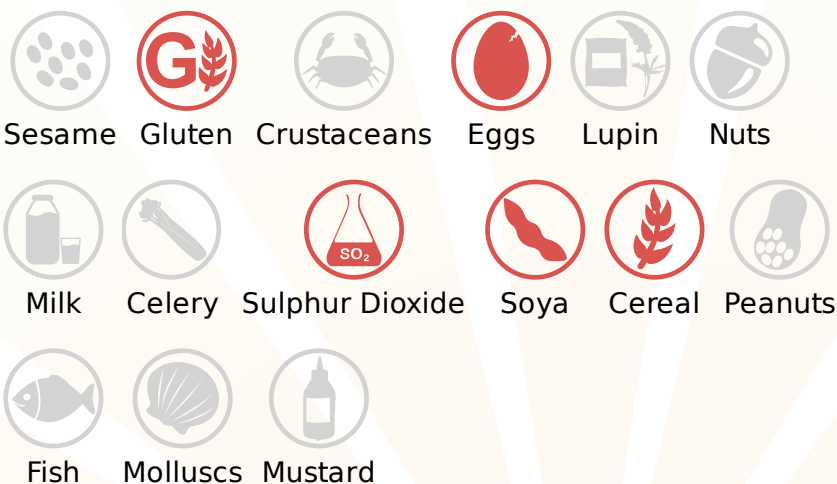 G
Sesame Gluten Crustaceans Eggs Lupin Nuts
SO₂
Milk Celery Sulphur Dioxide Soya Cereal Peanuts
Fish Molluscs Mustard